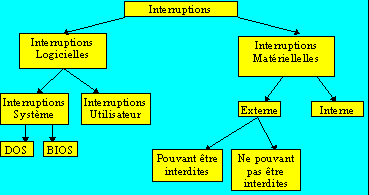 Interruptions
Interruptions
Logicielles
Interruptions
Matérielelles
Interruptions
Système
Interruptions
Utilisateur
Externe
Interne
DOS
BIOS
Pouvant être
interdites
Ne pouvant
pas être
interdites